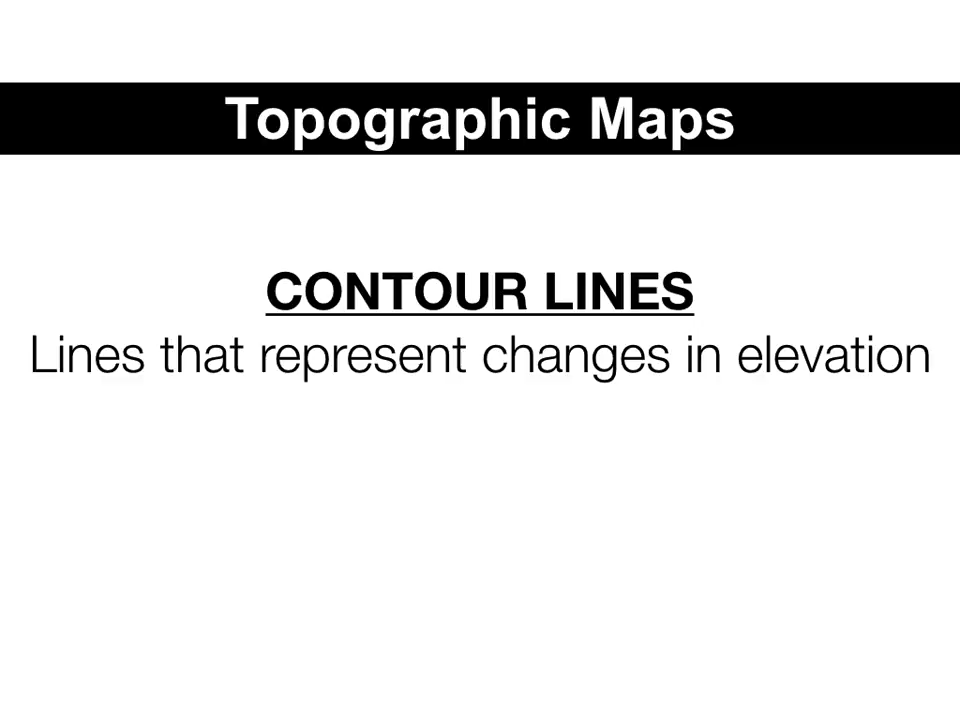 Topographic Maps
CONTOUR LINES
Lines that represent changes in elevation